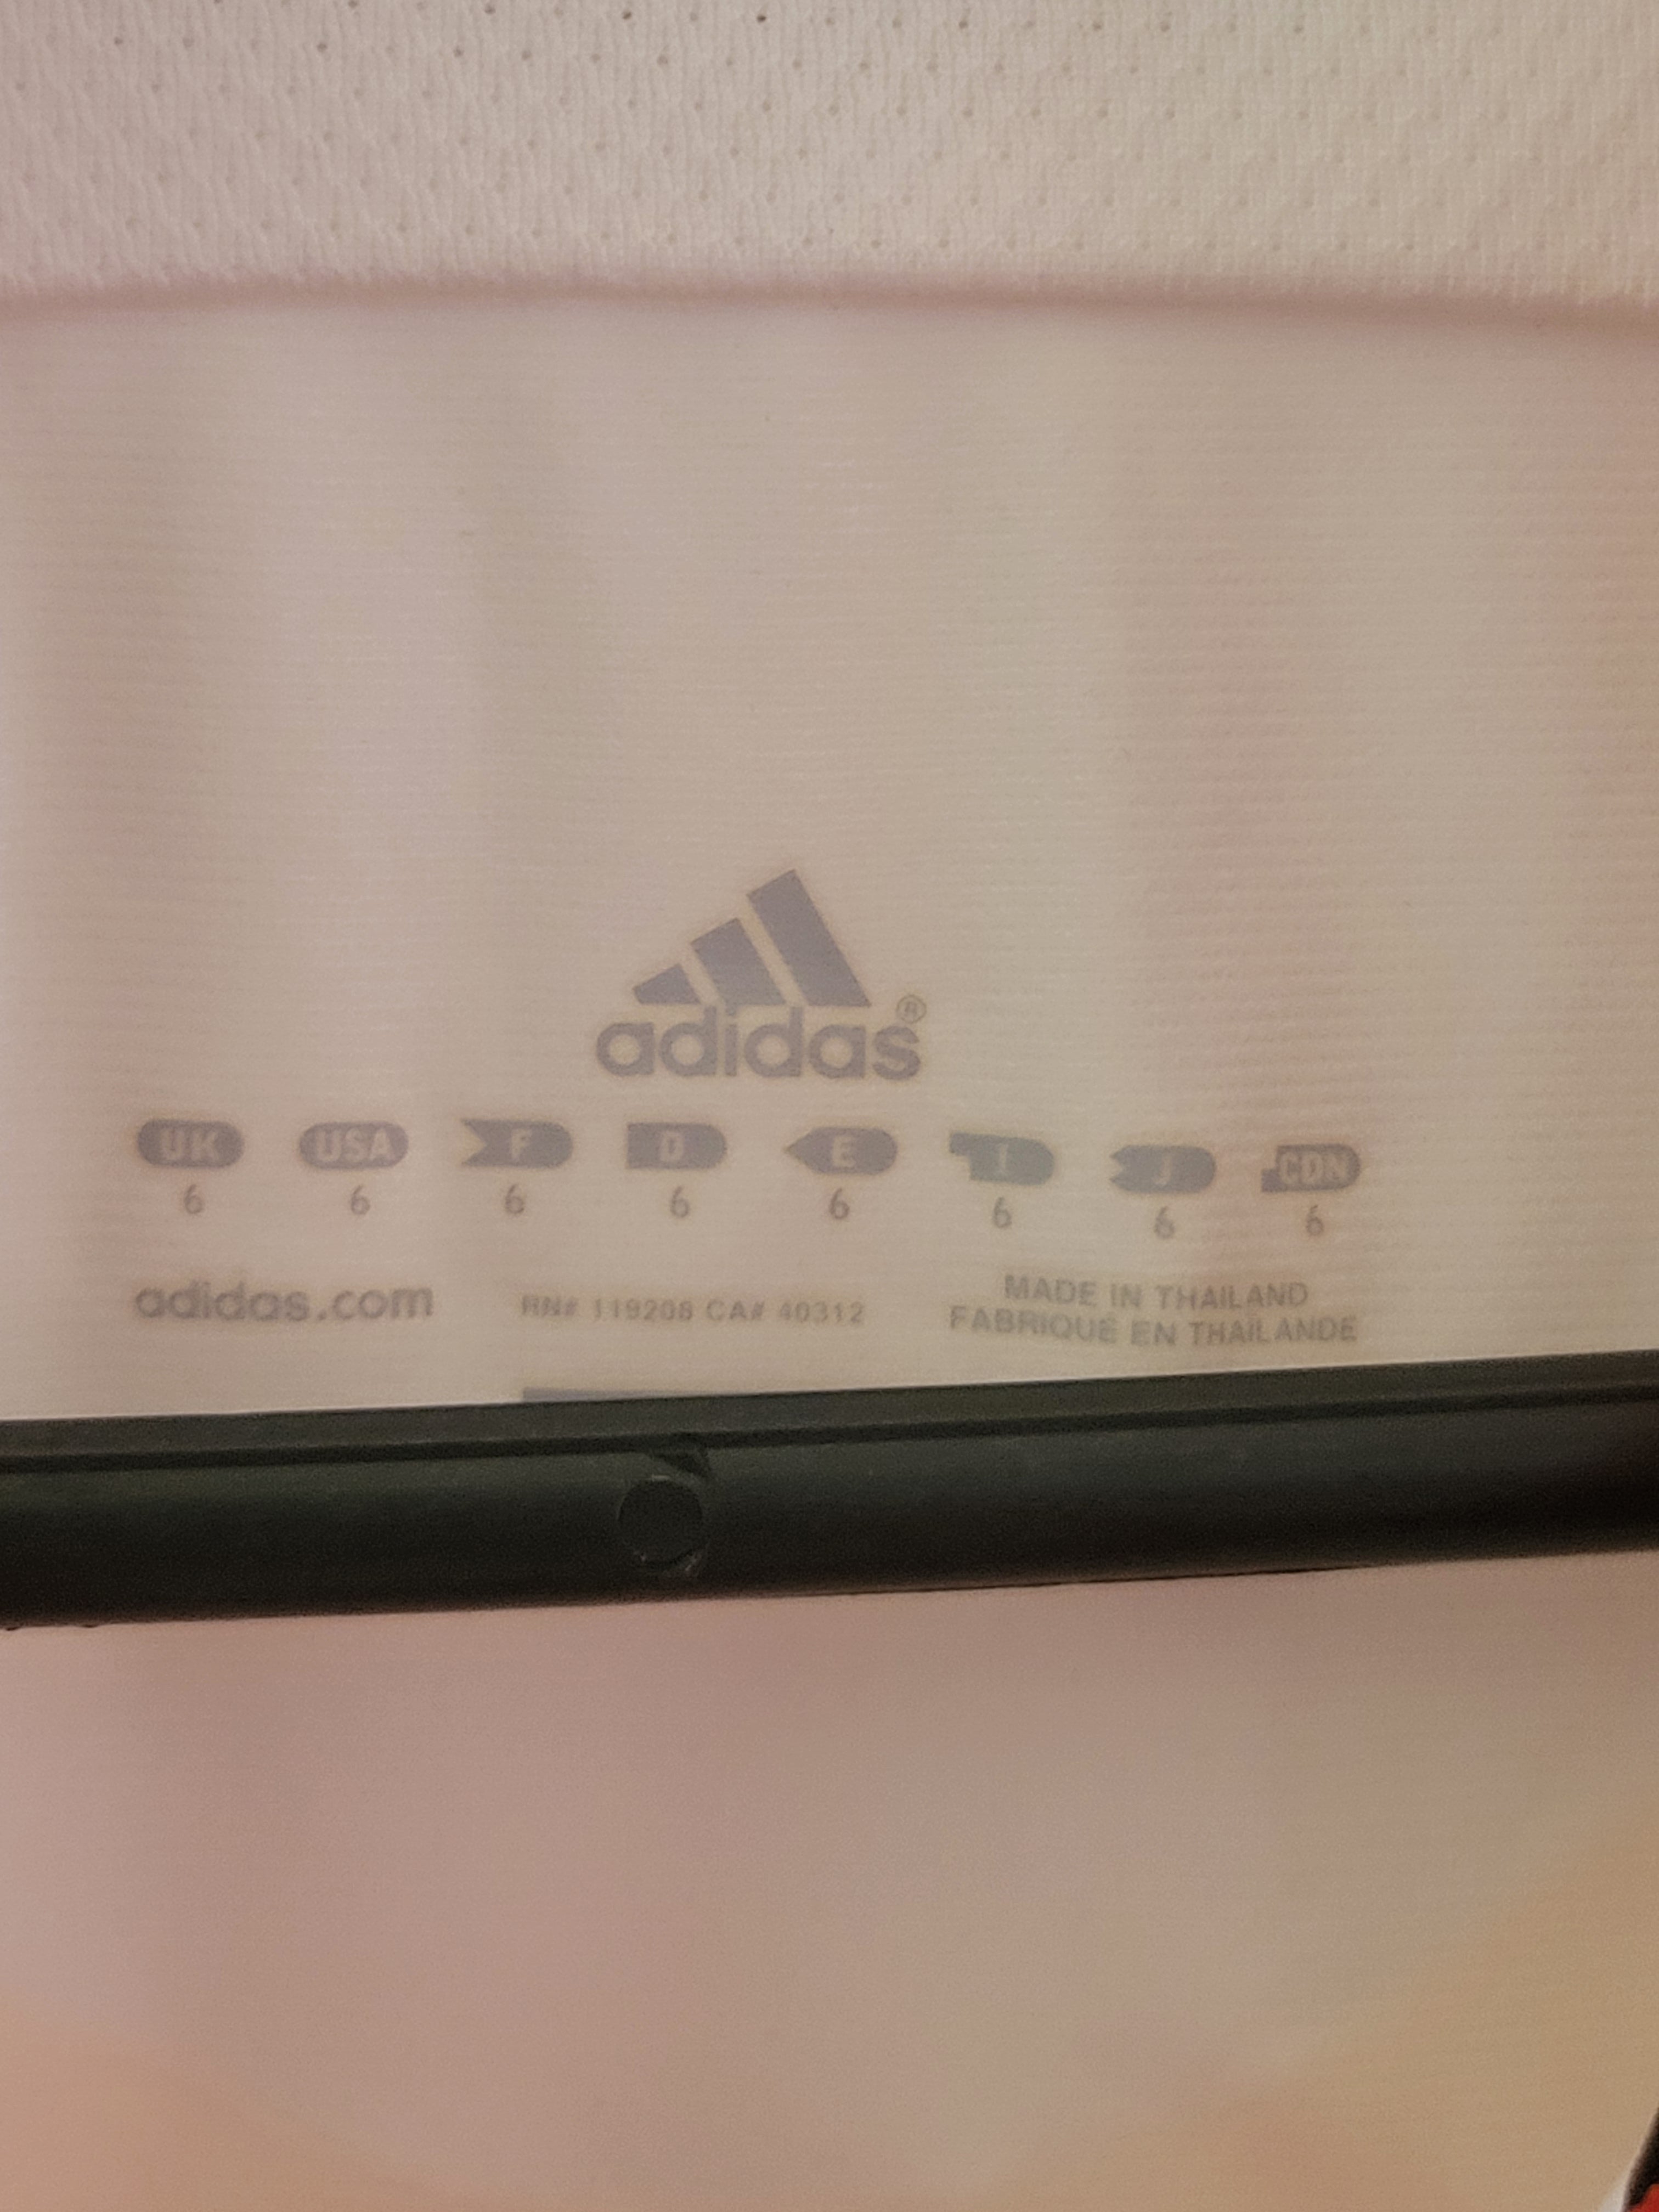 adidas®
UK USA F D E I J CDN
6 6 6 6 6 6 6 6
adidas.com
RN# 119208 CA# 40312
MADE IN THAILAND
FABRIQUÉ EN THAÏLANDE